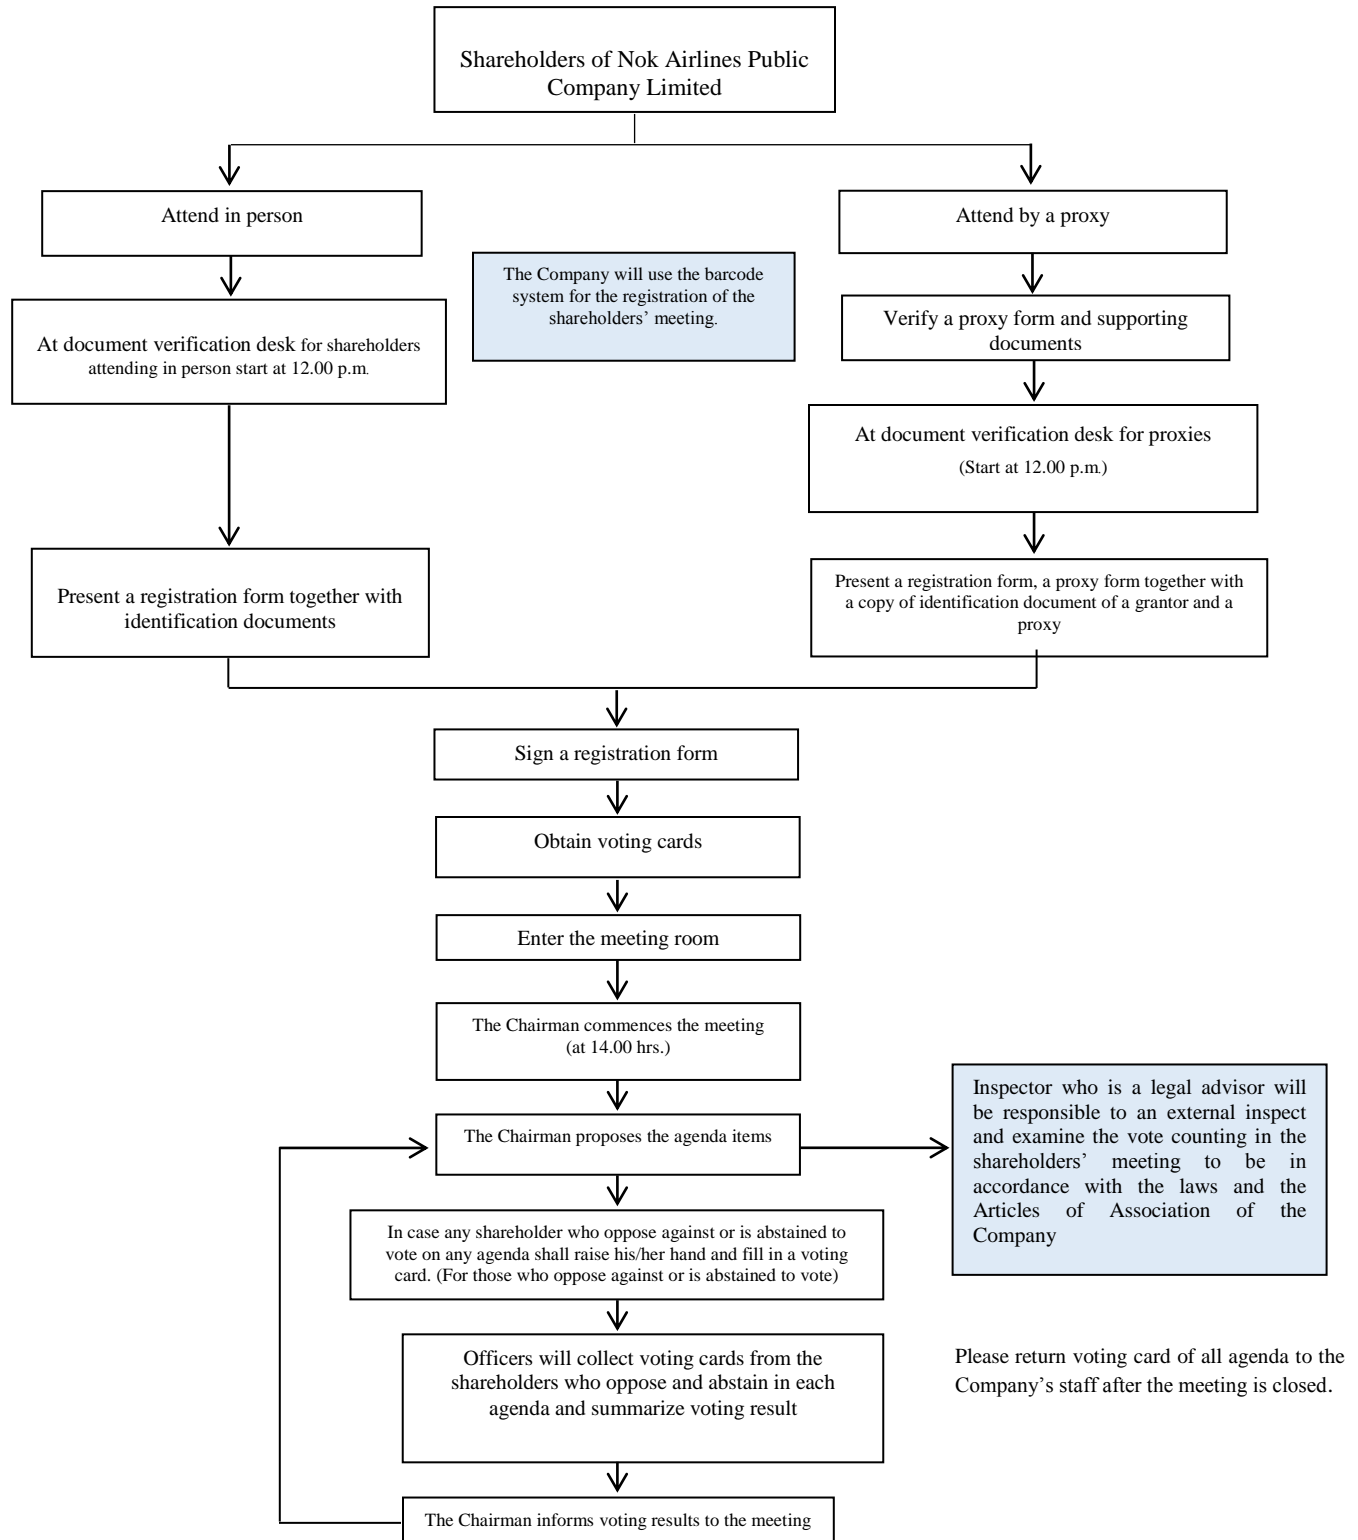 Shareholders of Nok Airlines Public
Company Limited
Attend in person
Attend by a proxy
The Company will use the barcode
system for the registration of the
shareholders’ meeting.
At document verification desk for shareholders
attending in person start at 12.00 p.m.
Verify a proxy form and supporting
documents
At document verification desk for proxies
(Start at 12.00 p.m.)
Present a registration form together with
identification documents
Present a registration form, a proxy form together with
a copy of identification document of a grantor and a
proxy
Sign a registration form
Obtain voting cards
Enter the meeting room
The Chairman commences the meeting
(at 14.00 hrs.)
The Chairman proposes the agenda items
Inspector who is a legal advisor will
be responsible to an external inspect
and examine the vote counting in the
shareholders’ meeting to be in
accordance with the laws and the
Articles of Association of the
Company
In case any shareholder who oppose against or is abstained to
vote on any agenda shall raise his/her hand and fill in a voting
card. (For those who oppose against or is abstained to vote)
Officers will collect voting cards from the
shareholders who oppose and abstain in each
agenda and summarize voting result
Please return voting card of all agenda to the
Company’s staff after the meeting is closed.
The Chairman informs voting results to the meeting